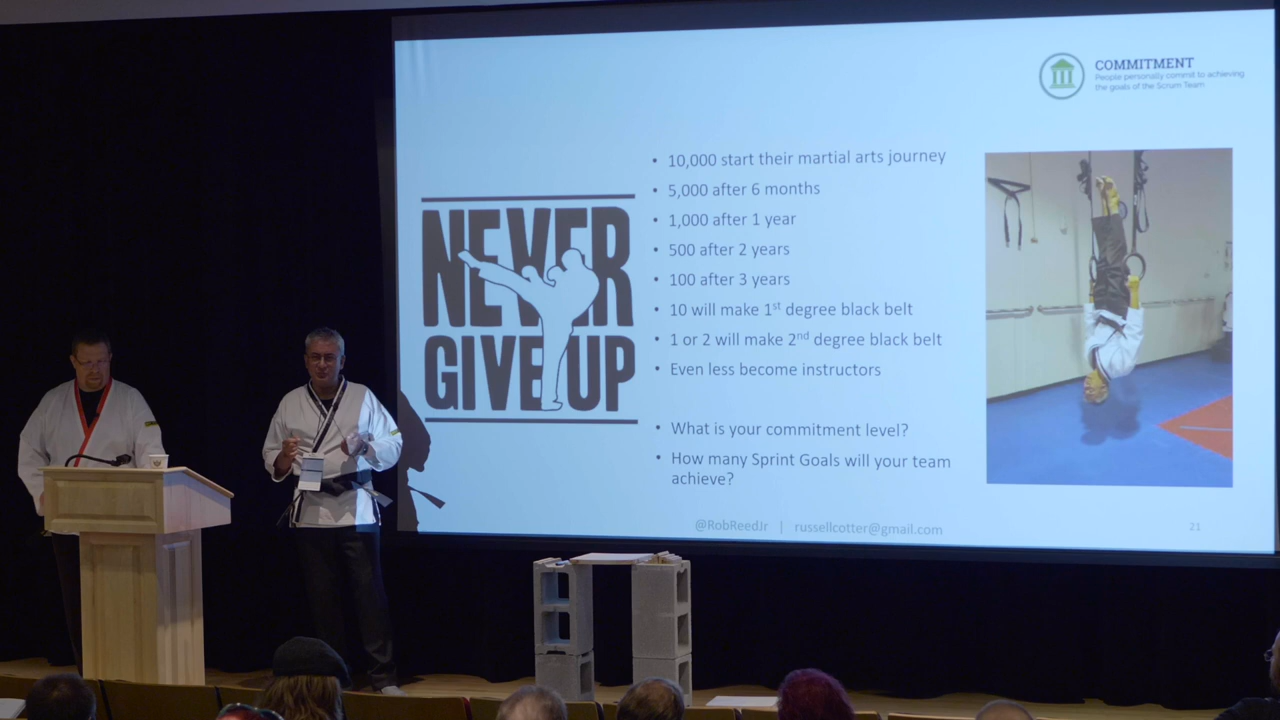 COMMITMENT
People personally commit to achieving
the goals of the Scrum Team
NEVER
GIVE UP
• 10,000 start their martial arts journey
• 5,000 after 6 months
• 1,000 after 1 year
• 500 after 2 years
• 100 after 3 years
• 10 will make 1st degree black belt
• 1 or 2 will make 2nd degree black belt
• Even less become instructors
• What is your commitment level?
• How many Sprint Goals will your team
achieve?
@RobReedJr | russellcotter@gmail.com
21